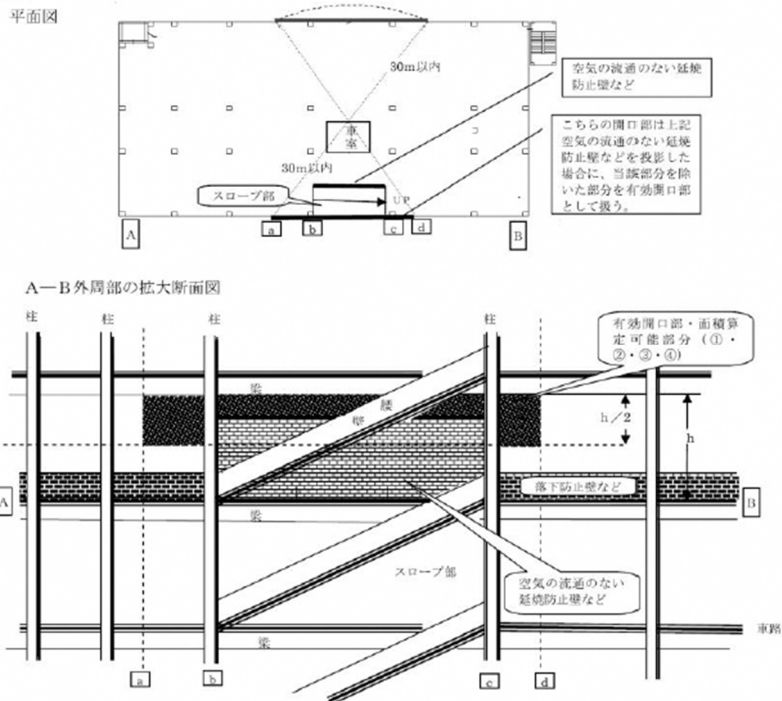 平面図
30m以内
空気の流通のない延焼
防止壁など
車
室
こちらの開口部は上記
空気の流通のない延焼
防止壁などを投影した
場合に、当該部分を除
いた部分を有効開口部
として扱う。
30m以内
スロープ部
UP
A
a
b
c
d
B
A―B外周部の拡大断面図
柱
柱
柱
柱
有効開口部・面積算
定可能部分（①・
②・③・④）
梁
腰
壁
h／2
h
A
落下防止壁など
B
梁
スロープ部
空気の流通のない
延焼防止壁など
車路
梁
a
b
c
d